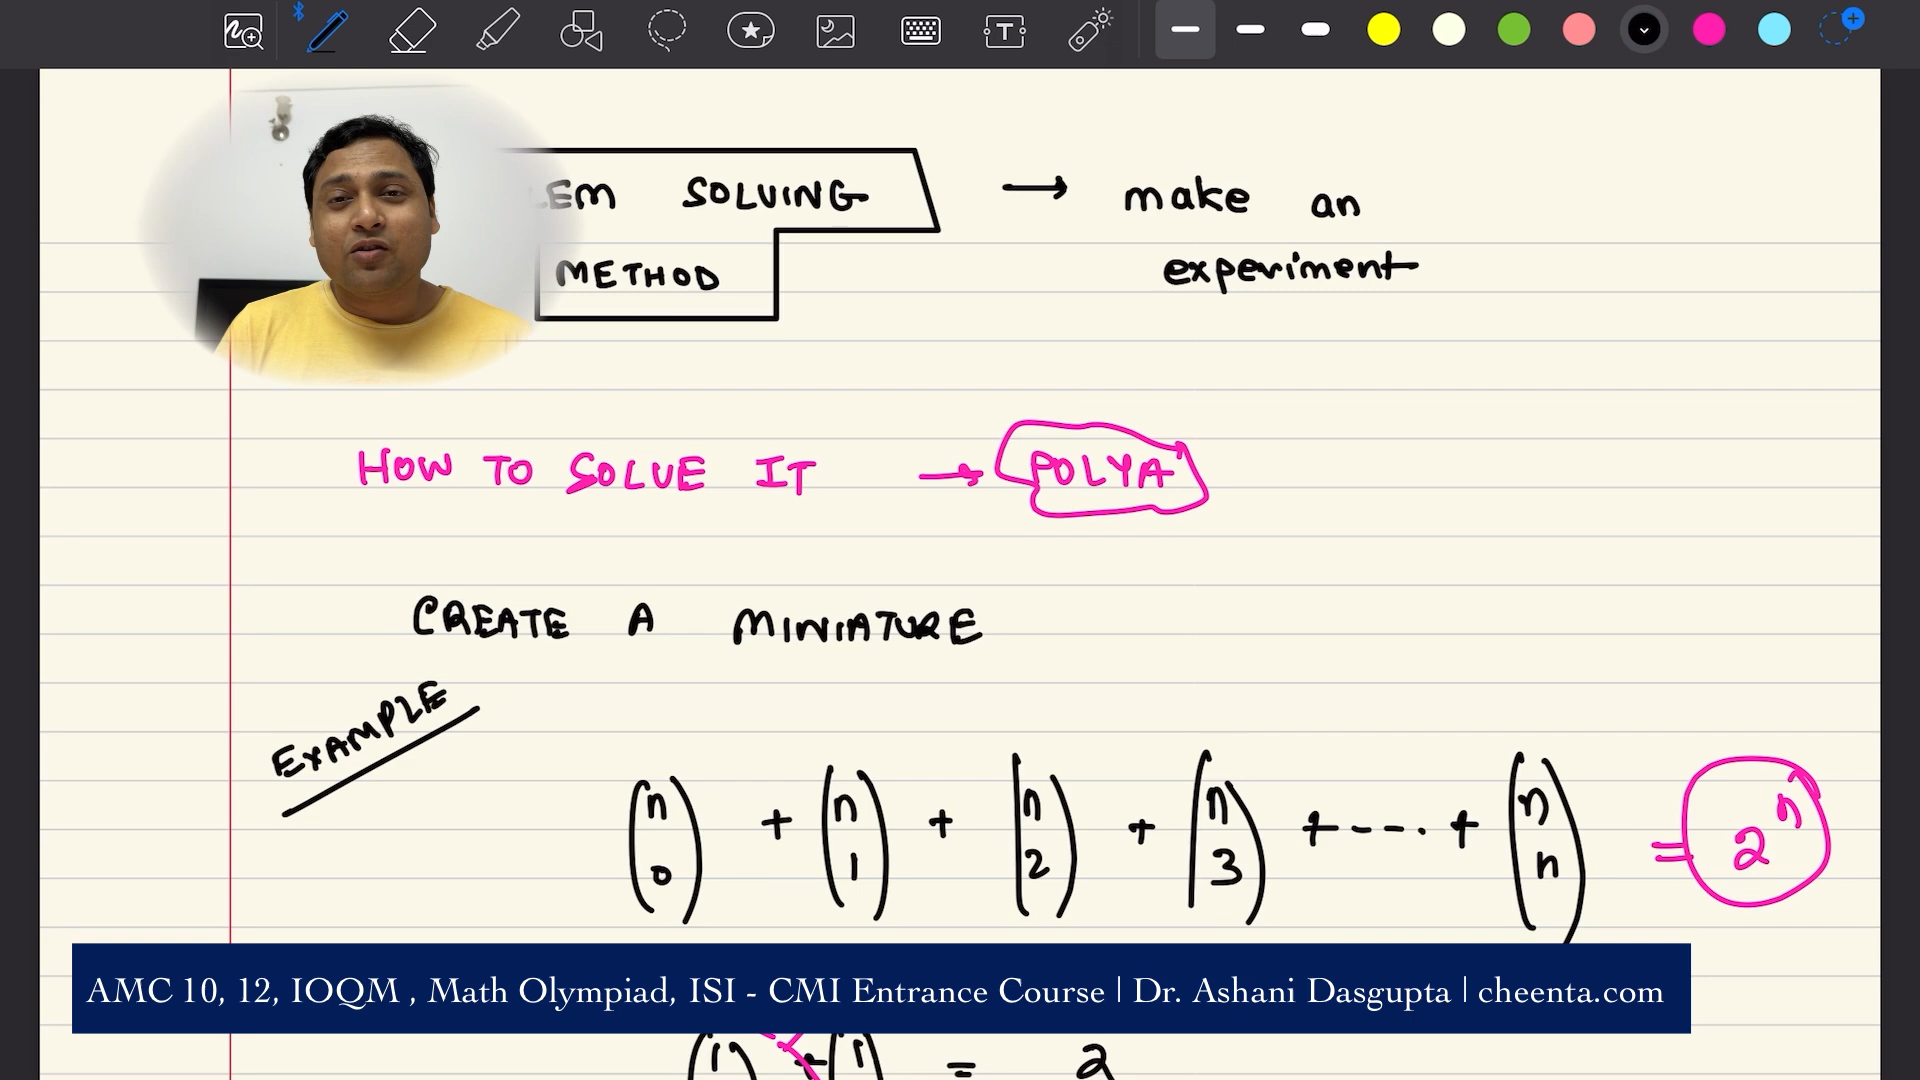 T
SOLVING → make an
METHOD experiment
HOW TO SOLVE IT → POLYA
CREATE A MINIATURE
EXAMPLE
(n 0) + (n 1) + (n 2) + (n 3) + - - - . + (n n) = 2^n
AMC 10, 12, IOQM , Math Olympiad, ISI - CMI Entrance Course | Dr. Ashani Dasgupta | cheenta.com
= 2